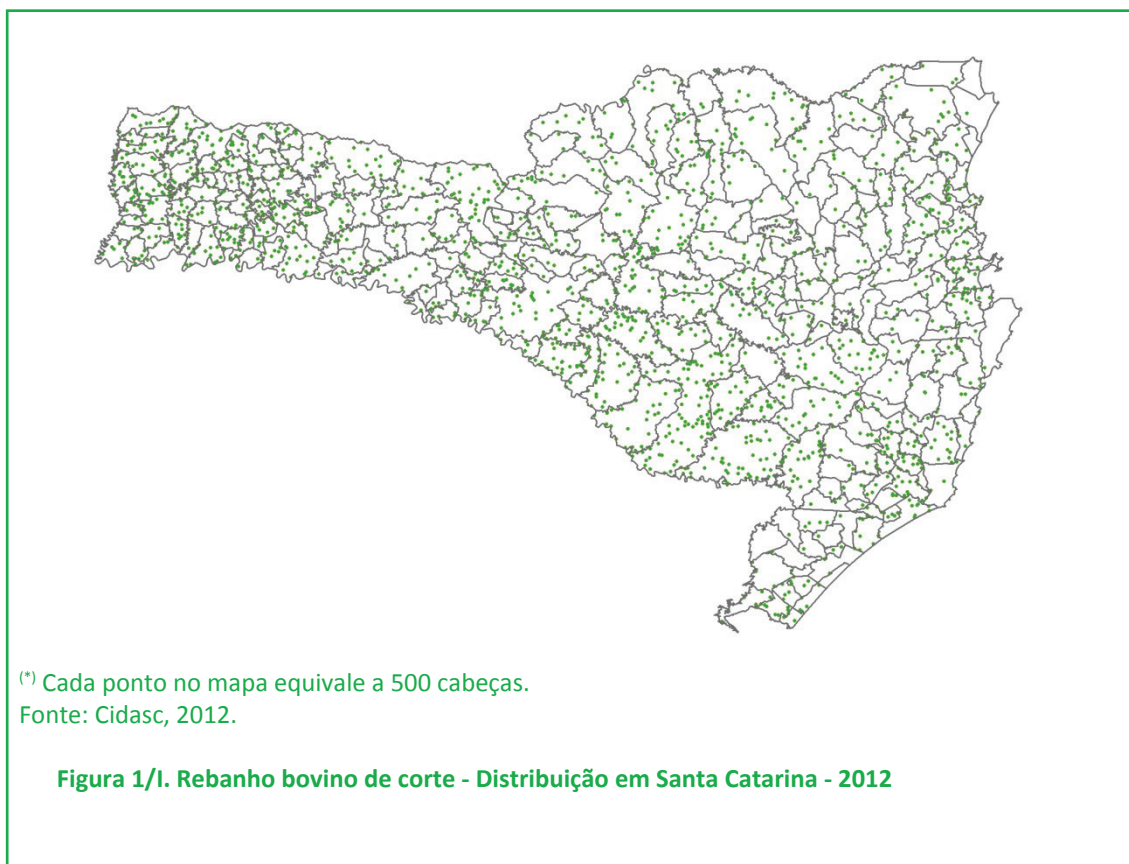 (*) Cada ponto no mapa equivale a 500 cabeças.
Fonte: Cidasc, 2012.
Figura 1/I. Rebanho bovino de corte - Distribuição em Santa Catarina - 2012